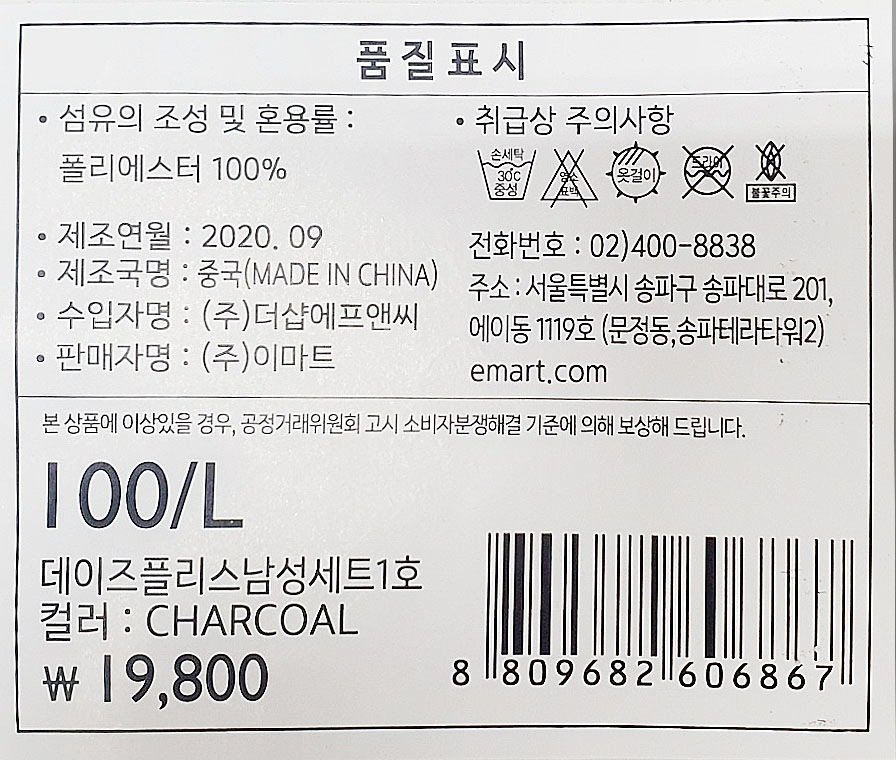 품질표시
• 섬유의 조성 및 혼용률 :
폴리에스터 100%
• 제조연월 : 2020. 09
• 제조국명 : 중국(MADE IN CHINA)
• 수입자명 : (주)더샵에프앤씨
• 판매자명 : (주)이마트
• 취급상 주의사항
손세탁
30℃
중성
염소
표백
옷걸이
드라이
불꽃주의
전화번호 : 02)400-8838
주소 : 서울특별시 송파구 송파대로 201,
에이동 1119호 (문정동,송파테라타워2)
emart.com
본 상품에 이상있을 경우, 공정거래위원회 고시 소비자분쟁해결 기준에 의해 보상해 드립니다.
100/L
데이즈플리스남성세트1호
컬러 : CHARCOAL
₩19,800
8 809682 606867